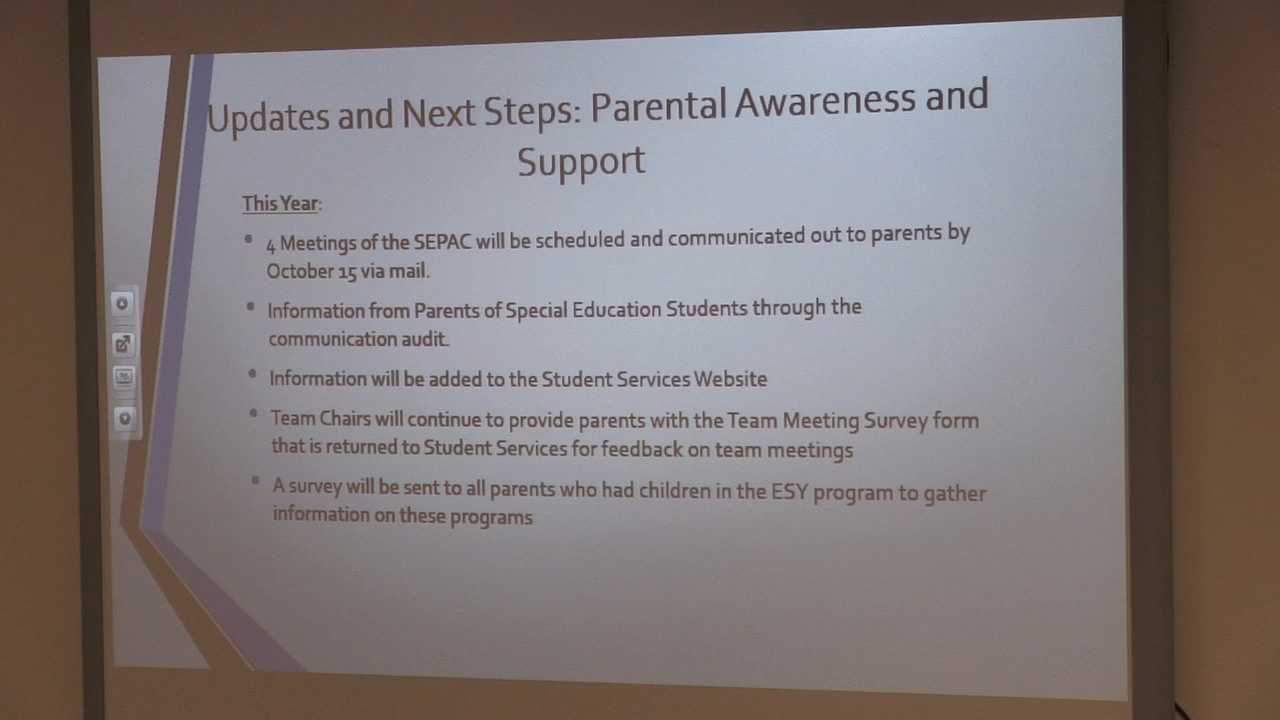 Updates and Next Steps: Parental Awareness and
Support
This Year:
• 4 Meetings of the SEPAC will be scheduled and communicated out to parents by
October 15 via mail.
• Information from Parents of Special Education Students through the
communication audit.
• Information will be added to the Student Services Website
• Team Chairs will continue to provide parents with the Team Meeting Survey form
that is returned to Student Services for feedback on team meetings
• A survey will be sent to all parents who had children in the ESY program to gather
information on these programs